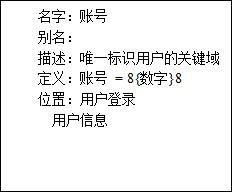 名字：账号
别名：
描述：唯一标识用户的关键域
定义：账号 = 8{数字}8
位置：用户登录
用户信息